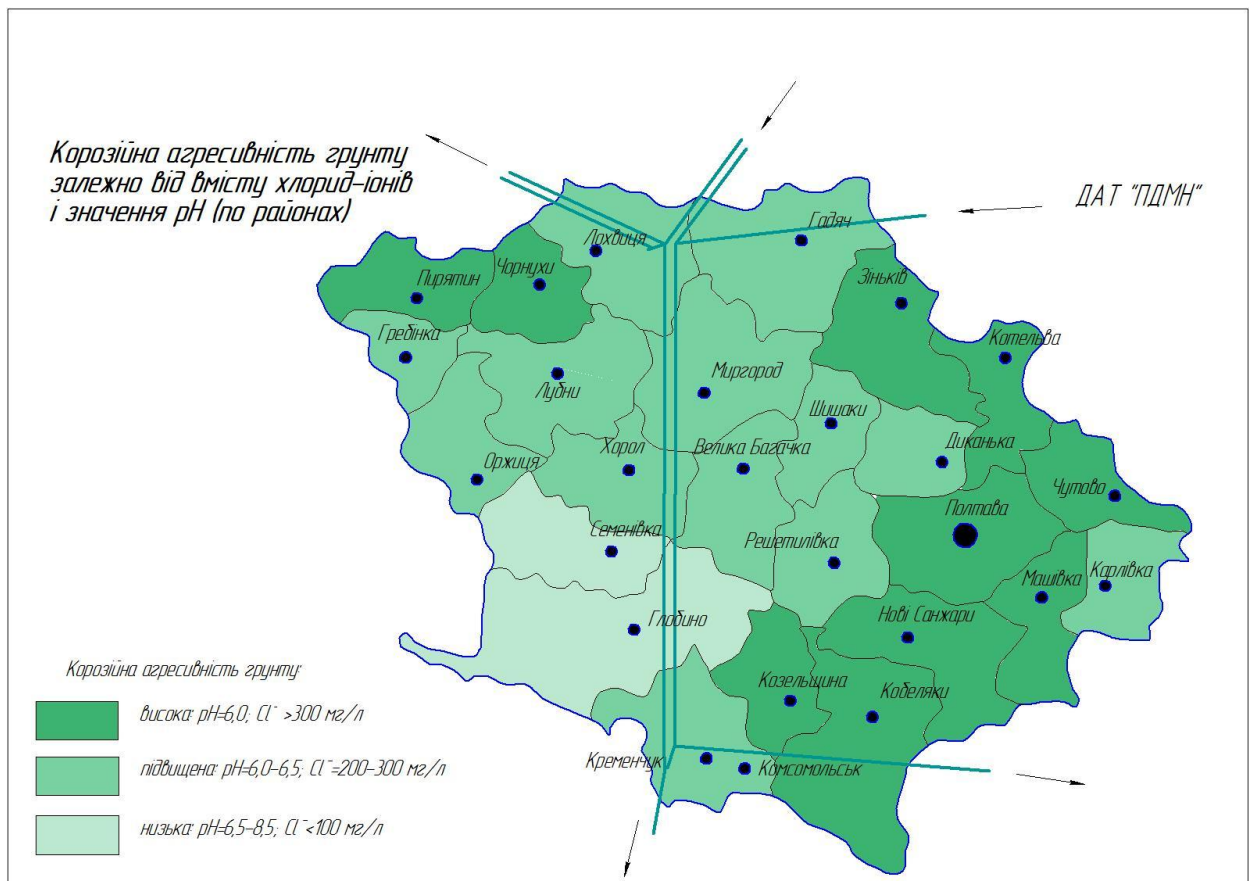 Корозійна агресивність грунту
залежно від вмісту хлорид-іонів
і значення pH (по районах)
ДАТ "ПДМН"
Гадяч
Лохвиця
Чорнухи
Пирятин
Зіньків
Гребінка
Котельва
Лубни
Миргород
Шишаки
Хорол
Велика Багачка
Диканька
Оржиця
Чутово
Полтава
Семенівка
Решетилівка
Машівка
Карлівка
Глобино
Нові Санжари
Козельщина
Кобеляки
Кременчук
Комсомольськ
Корозійна агресивність грунту:
висока: pH=6,0; Cl⁻ >300 мг/л
підвищена: pH=6,0-6,5; Cl⁻=200-300 мг/л
низька: pH=6,5-8,5; Cl⁻<100 мг/л